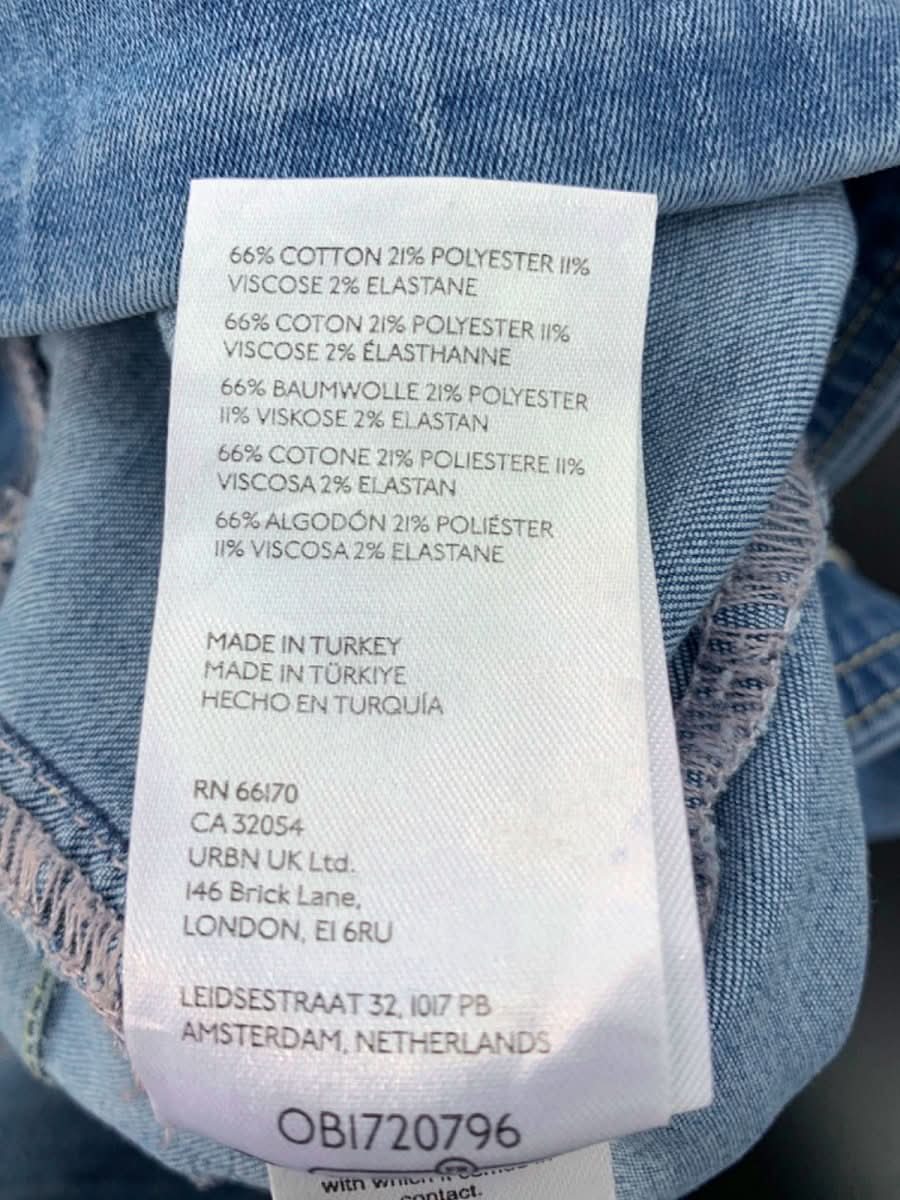 66% COTTON 21% POLYESTER 11%
VISCOSE 2% ELASTANE
66% COTON 21% POLYESTER 11%
VISCOSE 2% ÉLASTHANNE
66% BAUMWOLLE 21% POLYESTER
11% VISKOSE 2% ELASTAN
66% COTONE 21% POLIESTERE 11%
VISCOSA 2% ELASTAN
66% ALGODÓN 21% POLIÉSTER
11% VISCOSA 2% ELASTANE
MADE IN TURKEY
MADE IN TÜRKIYE
HECHO EN TURQUÍA
RN 66170
CA 32054
URBN UK Ltd.
146 Brick Lane,
LONDON, E1 6RU
LEIDSESTRAAT 32, 1017 PB
AMSTERDAM, NETHERLANDS
OB1720796
with which it
contact.